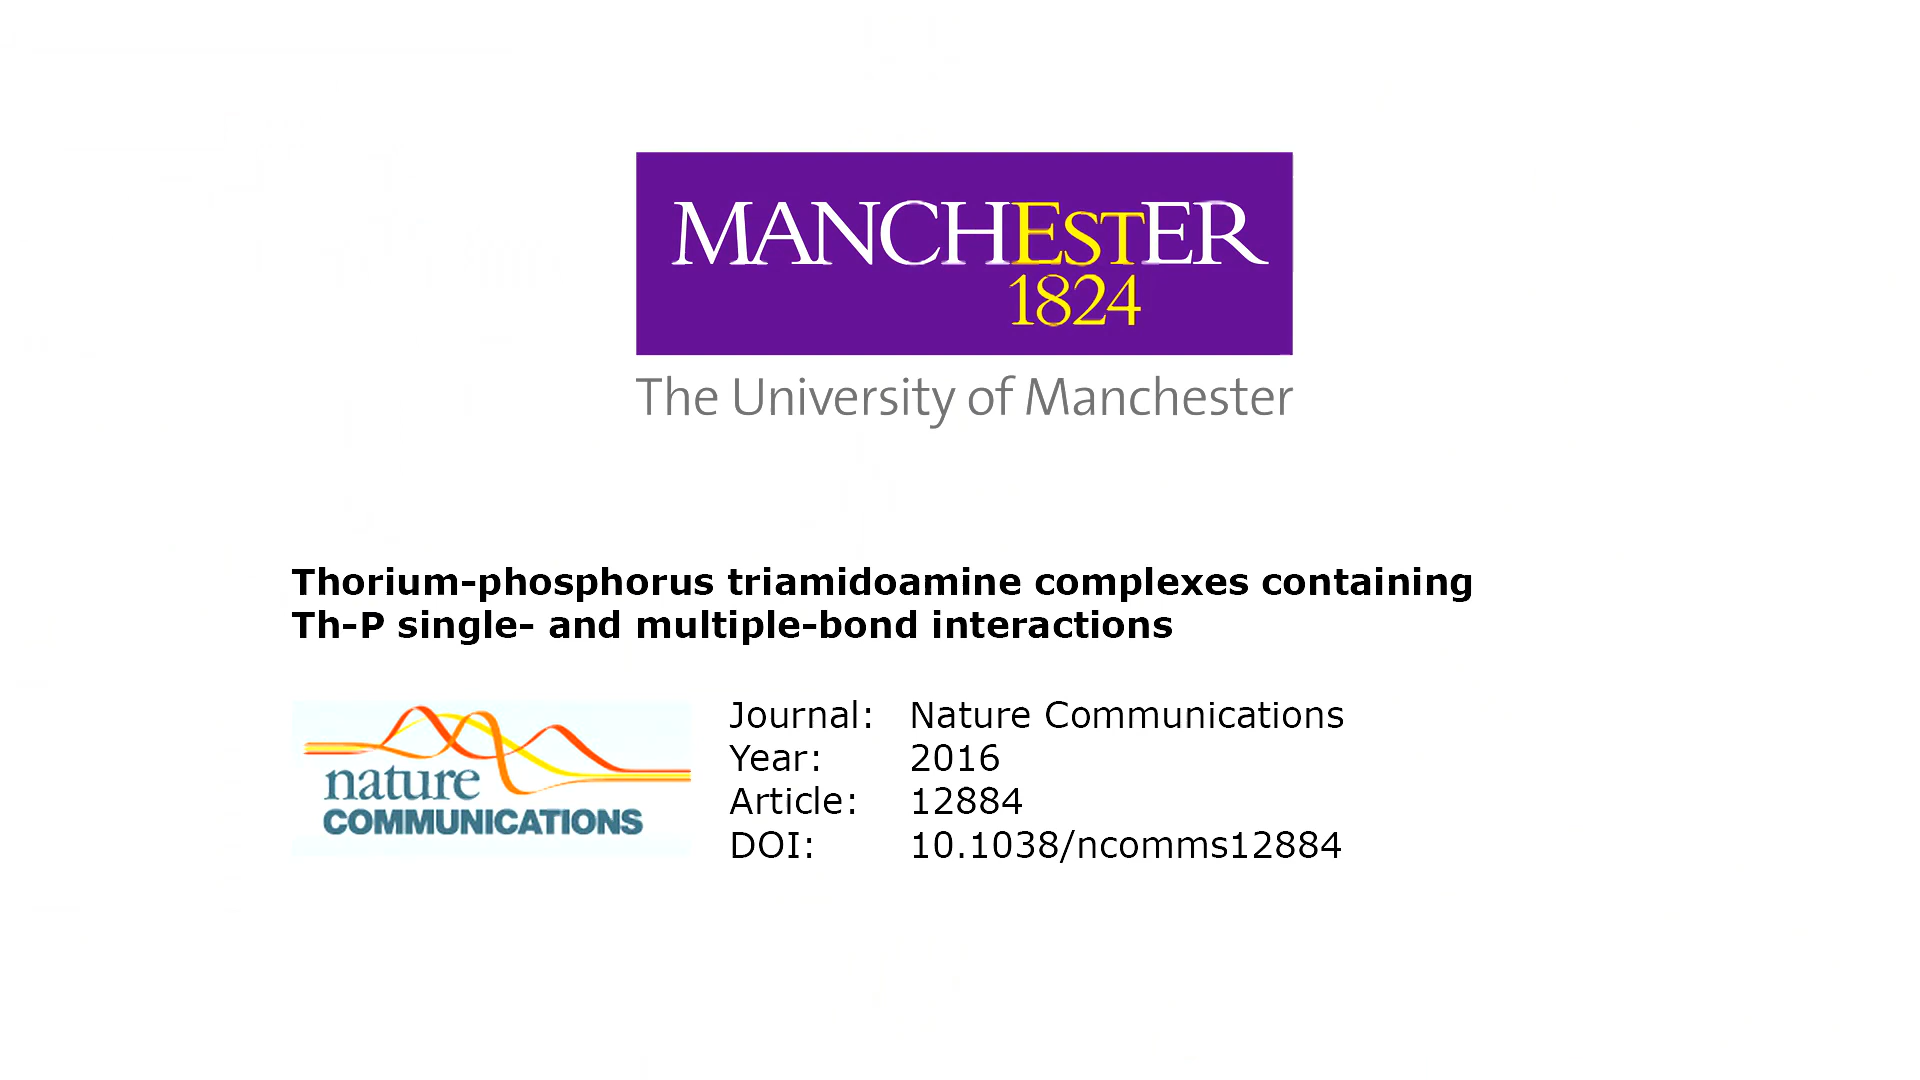 MANCHESTER
1824
The University of Manchester
Thorium-phosphorus triamidoamine complexes containing
Th-P single- and multiple-bond interactions
nature
COMMUNICATIONS
Journal: Nature Communications
Year: 2016
Article: 12884
DOI: 10.1038/ncomms12884